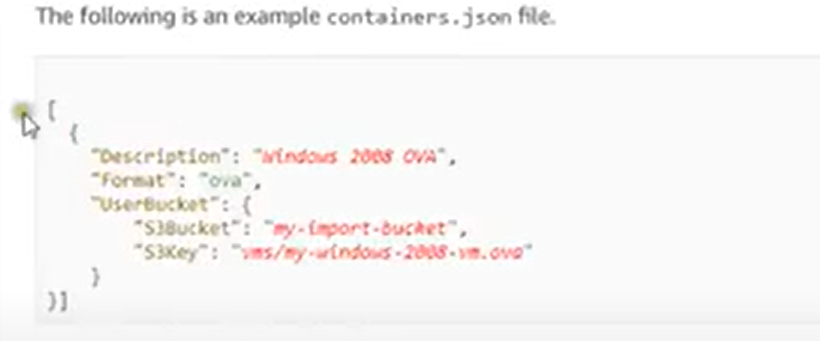 The following is an example containers.json file.
[
{
"Description": "Windows 2008 OVA",
"Format": "ova",
"UserBucket": {
"S3Bucket": "my-import-bucket",
"S3Key": "vms/my-windows-2008-vm.ova"
}
}]